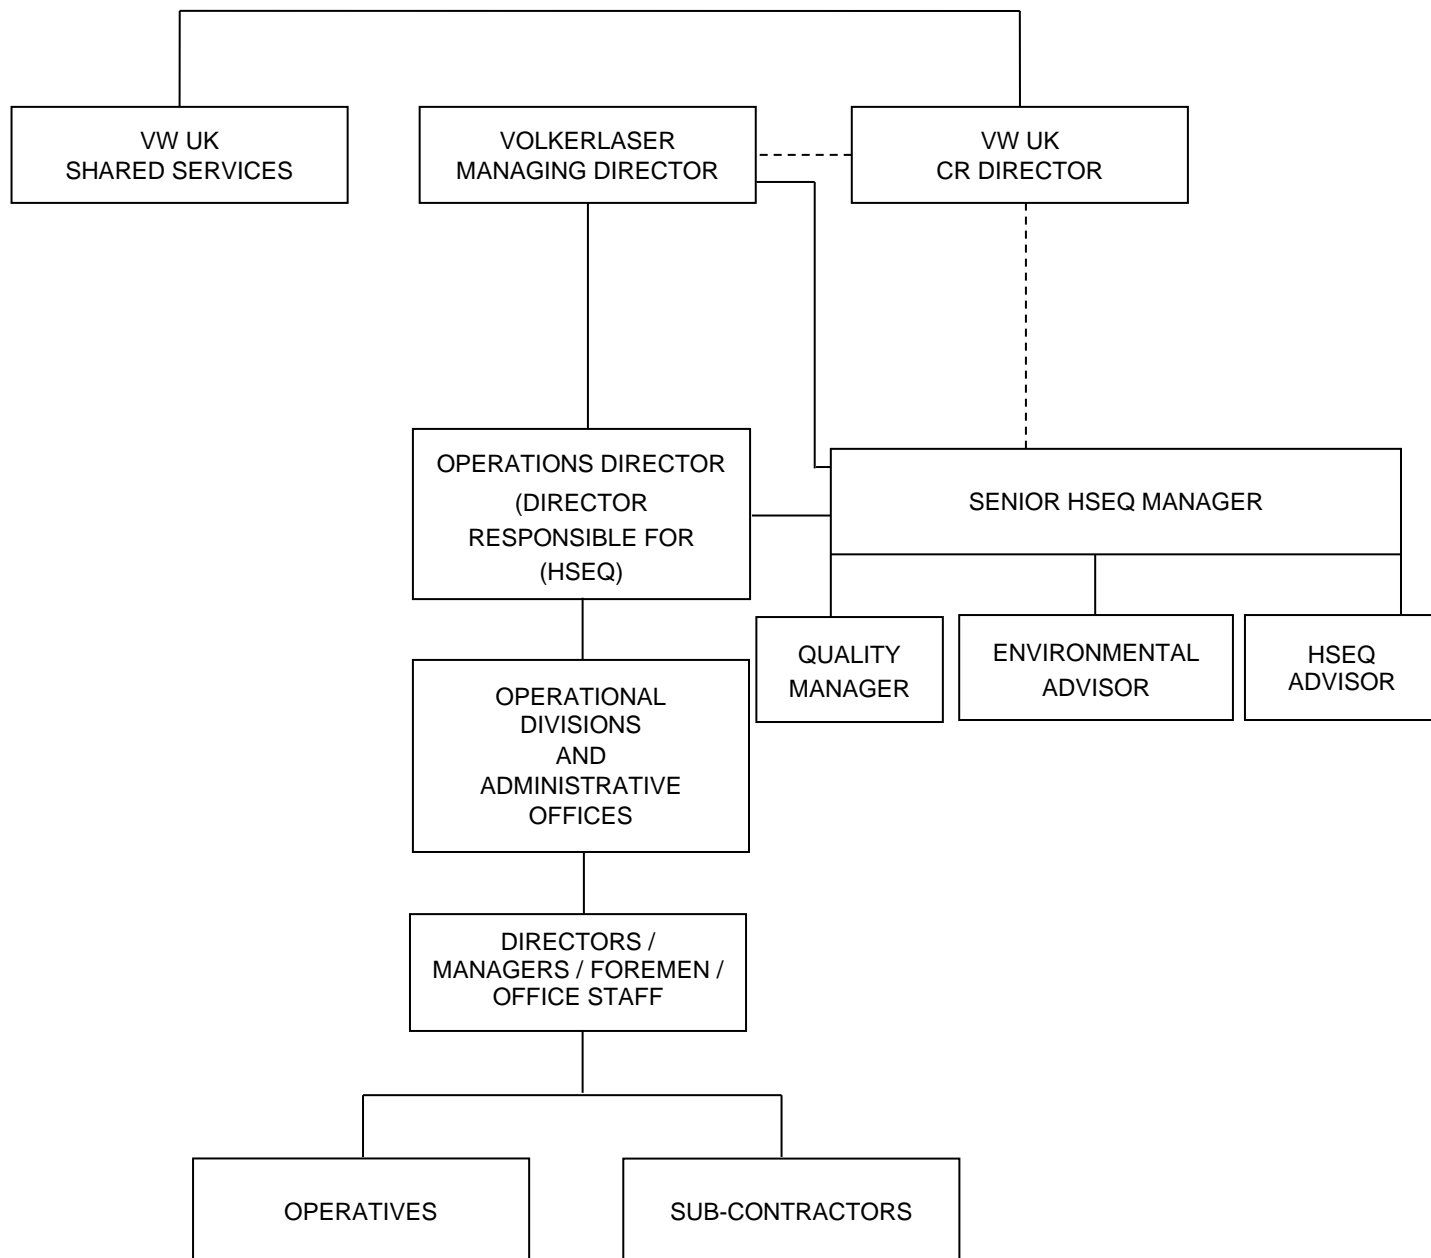 VW UK
SHARED SERVICES
VOLKERLASER
MANAGING DIRECTOR
VW UK
CR DIRECTOR
OPERATIONS DIRECTOR
(DIRECTOR
RESPONSIBLE FOR
(HSEQ)
SENIOR HSEQ MANAGER
QUALITY
MANAGER
ENVIRONMENTAL
ADVISOR
HSEQ
ADVISOR
OPERATIONAL
DIVISIONS
AND
ADMINISTRATIVE
OFFICES
DIRECTORS /
MANAGERS / FOREMEN /
OFFICE STAFF
OPERATIVES
SUB-CONTRACTORS